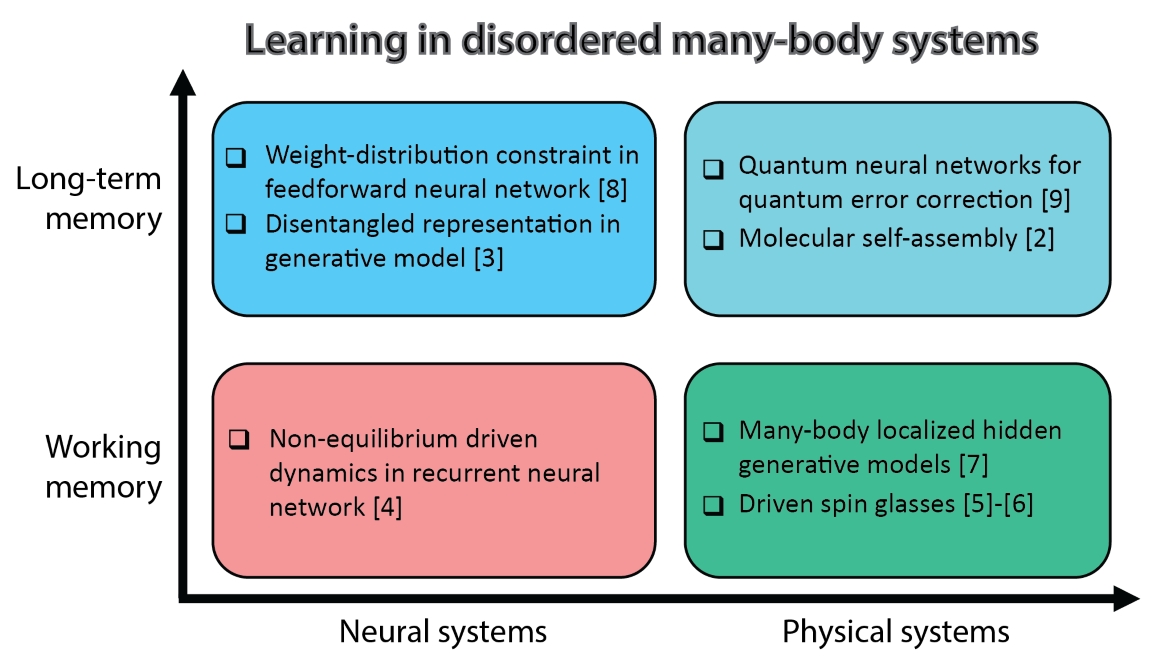 Learning in disordered many-body systems
Long-term
memory
❑ Weight-distribution constraint in
feedforward neural network [8]
❑ Disentangled representation in
generative model [3]
❑ Quantum neural networks for
quantum error correction [9]
❑ Molecular self-assembly [2]
Working
memory
❑ Non-equilibrium driven
dynamics in recurrent neural
network [4]
❑ Many-body localized hidden
generative models [7]
❑ Driven spin glasses [5]-[6]
Neural systems
Physical systems